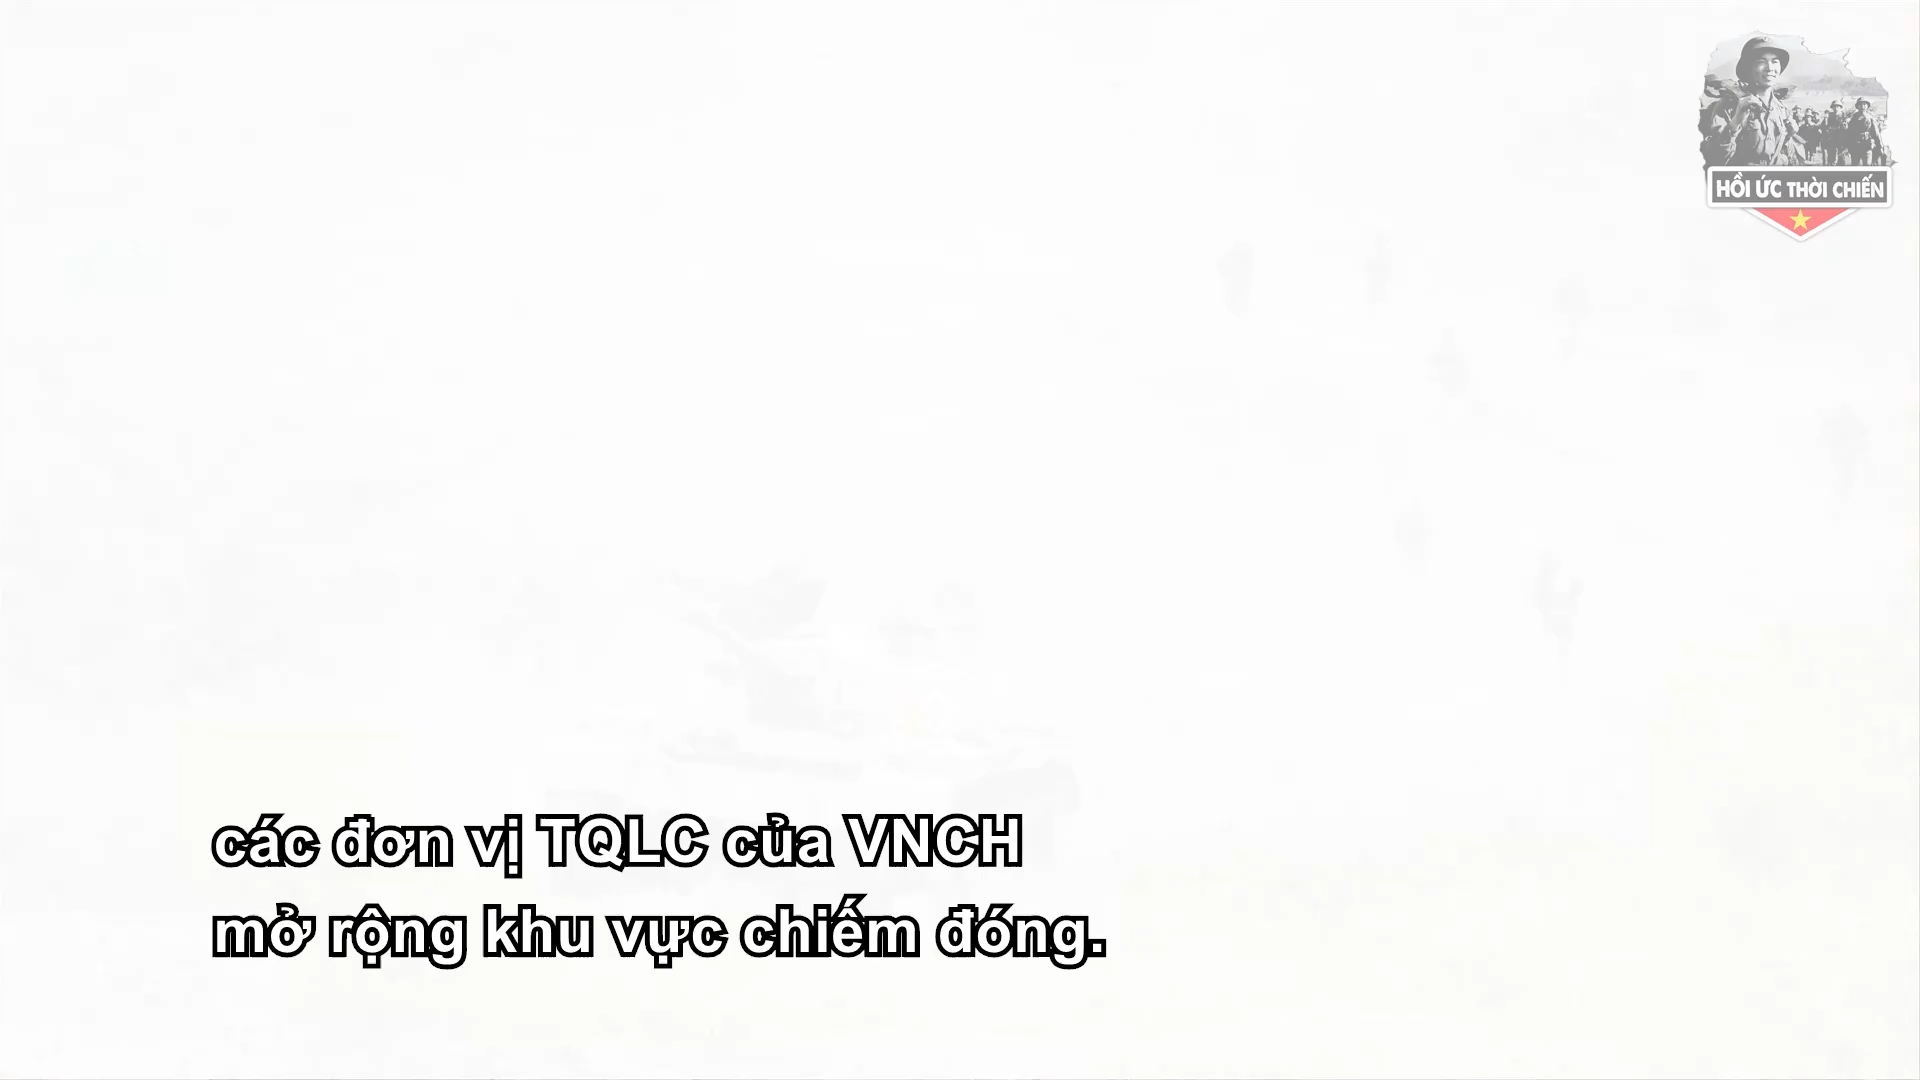 HỒI ỨC THỜI CHIẾN
các đơn vị TQLC của VNCH
mở rộng khu vực chiếm đóng.